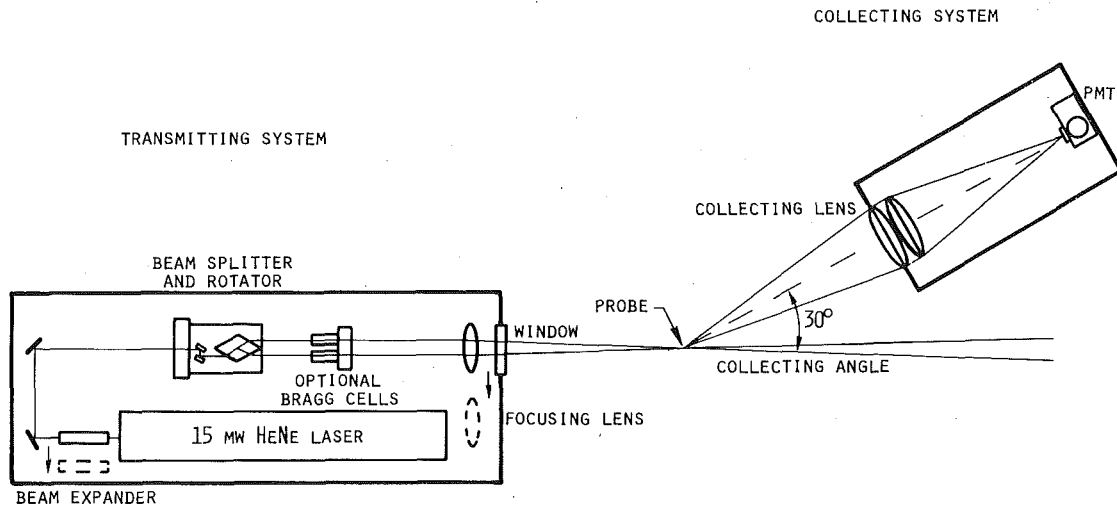 COLLECTING SYSTEM
PMT
TRANSMITTING SYSTEM
COLLECTING LENS
BEAM SPLITTER
AND ROTATOR
PROBE
30°
WINDOW
COLLECTING ANGLE
OPTIONAL
BRAGG CELLS
FOCUSING LENS
15 MW HENE LASER
BEAM EXPANDER